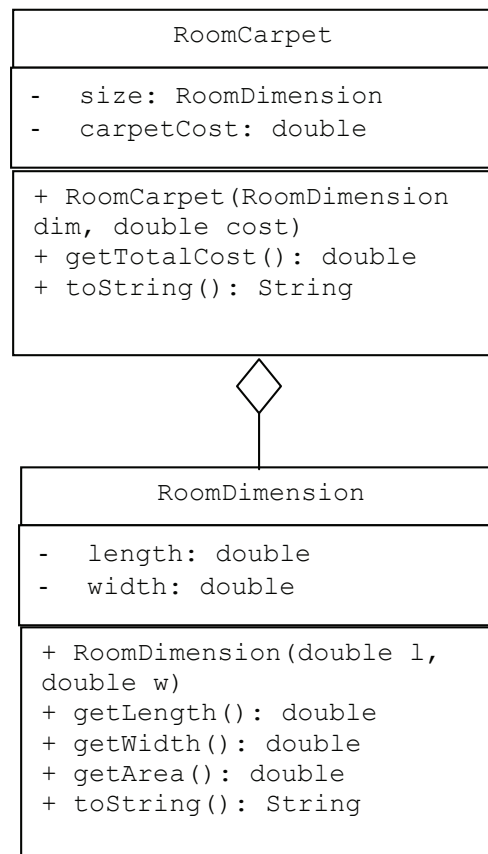 RoomCarpet
- size: RoomDimension
- carpetCost: double
+ RoomCarpet(RoomDimension
dim, double cost)
+ getTotalCost(): double
+ toString(): String
RoomDimension
- length: double
- width: double
+ RoomDimension(double l,
double w)
+ getLength(): double
+ getWidth(): double
+ getArea(): double
+ toString(): String